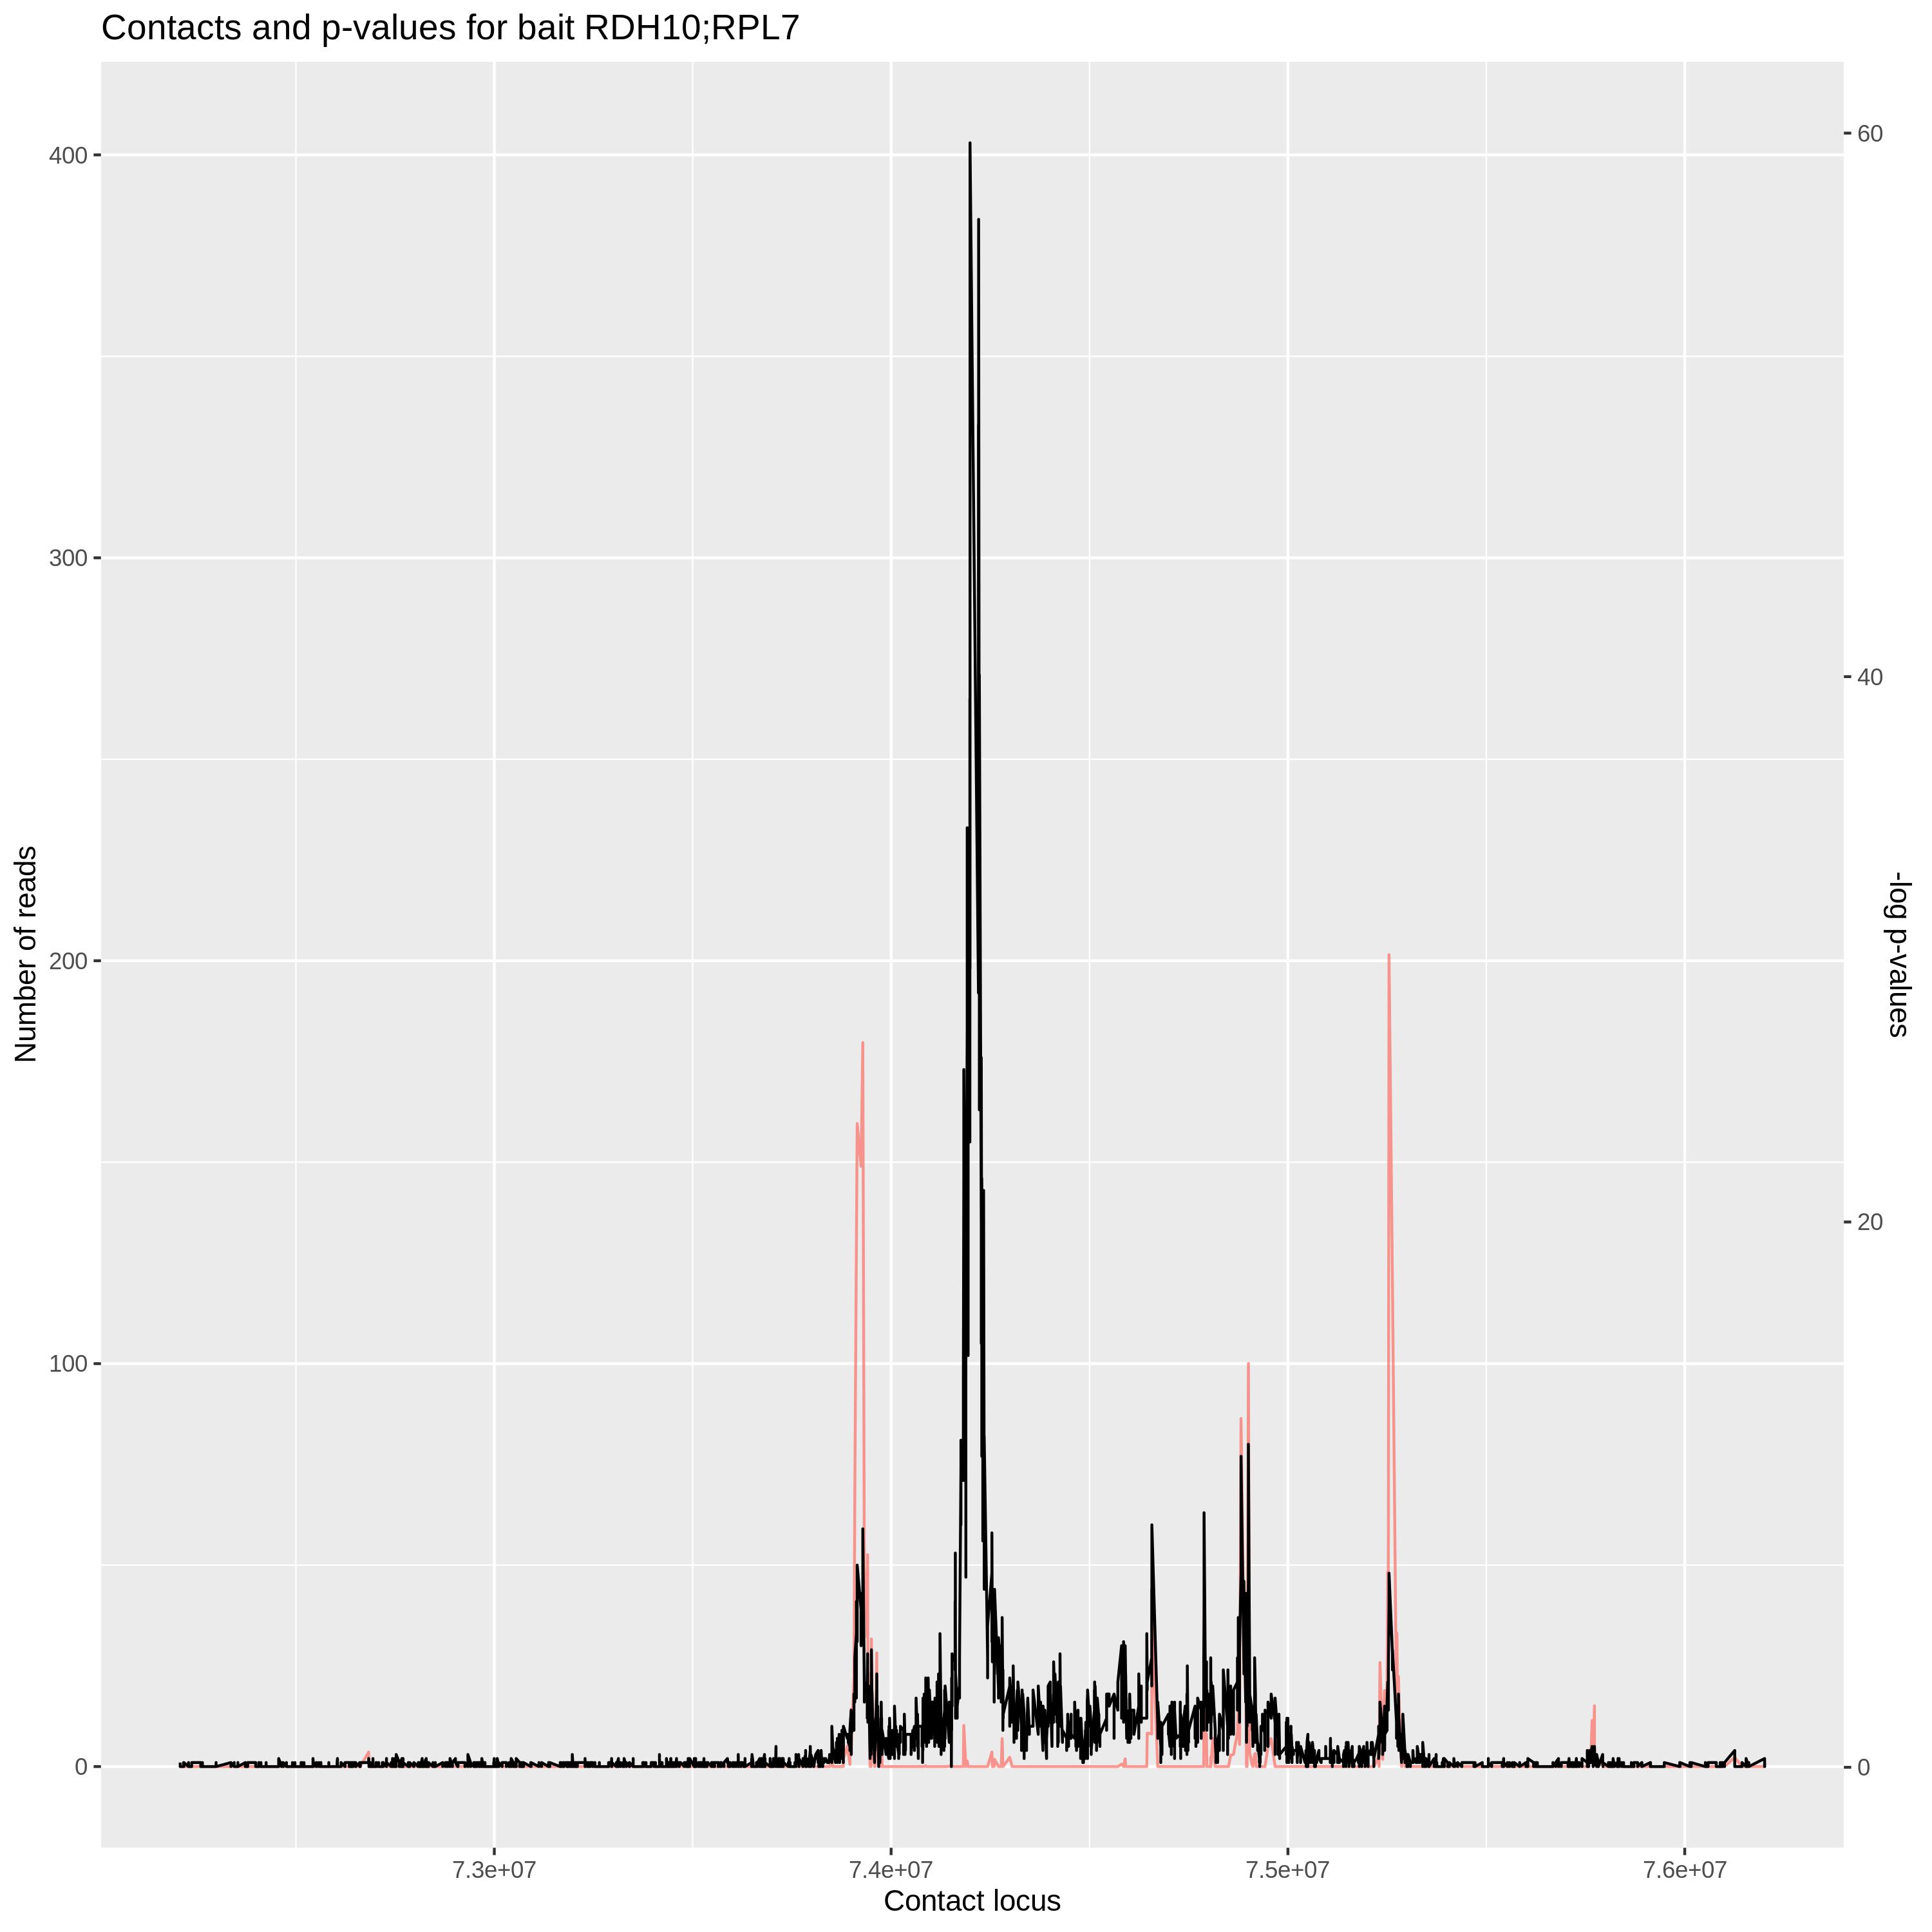 Contacts and p-values for bait RDH10;RPL7
400
300
200
100
0
Number of reads
60
40
20
0
-log p-values
7.3e+07
7.4e+07
7.5e+07
7.6e+07
Contact locus